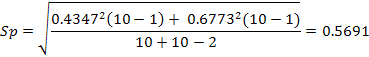 Sp = √((0.4347²(10 − 1) + 0.6773²(10 − 1)) / (10 + 10 − 2)) = 0.5691